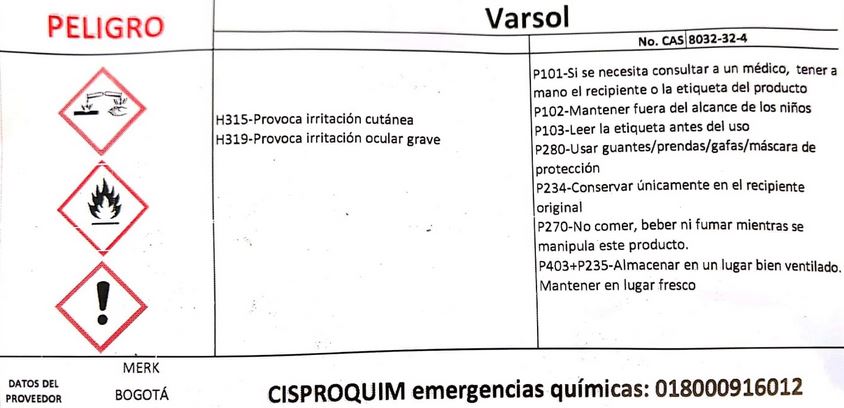 PELIGRO
Varsol
No. CAS 8032-32-4
H315-Provoca irritación cutánea
H319-Provoca irritación ocular grave
P101-Si se necesita consultar a un médico, tener a
mano el recipiente o la etiqueta del producto
P102-Mantener fuera del alcance de los niños
P103-Leer la etiqueta antes del uso
P280-Usar guantes/prendas/gafas/máscara de
protección
P234-Conservar únicamente en el recipiente
original
P270-No comer, beber ni fumar mientras se
manipula este producto.
P403+P235-Almacenar en un lugar bien ventilado.
Mantener en lugar fresco
DATOS DEL
PROVEEDOR
MERK
BOGOTÁ
CISPROQUIM emergencias químicas: 018000916012